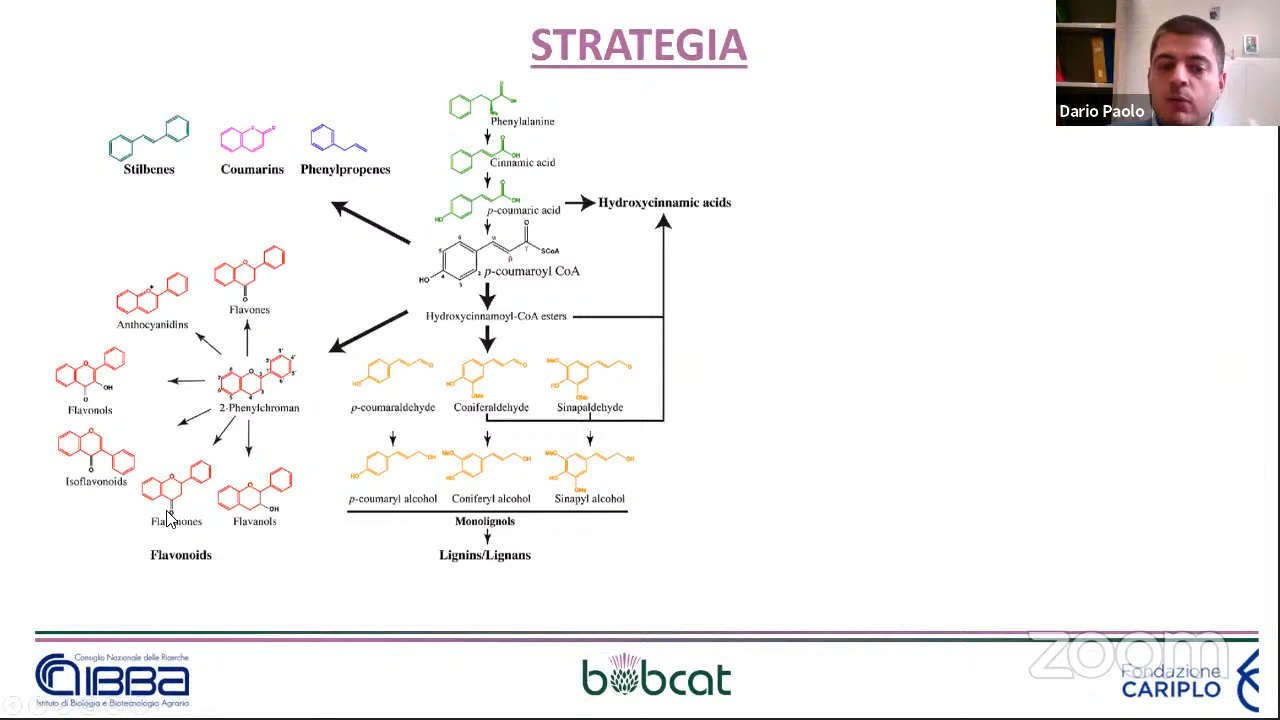 STRATEGIA
Dario Paolo
Phenylalanine
Cinnamic acid
p-coumaric acid
Hydroxycinnamic acids
Stilbenes
Coumarins
Phenylpropenes
p-coumaroyl CoA
SCoA
HO
Hydroxycinnamoyl-CoA esters
Flavones
Anthocyanidins
Flavonols
2-Phenylchroman
Isoflavonoids
Flavanols
Flavonoids
p-coumaraldehyde
Coniferaldehyde
Sinapaldehyde
p-coumaryl alcohol
Coniferyl alcohol
Sinapyl alcohol
Monolignols
Lignins/Lignans
Consiglio Nazionale delle Ricerche
IBBA
Istituto di Biologia e Biotecnologia Agraria
bobcat
zoom
Fondazione
CARIPLO